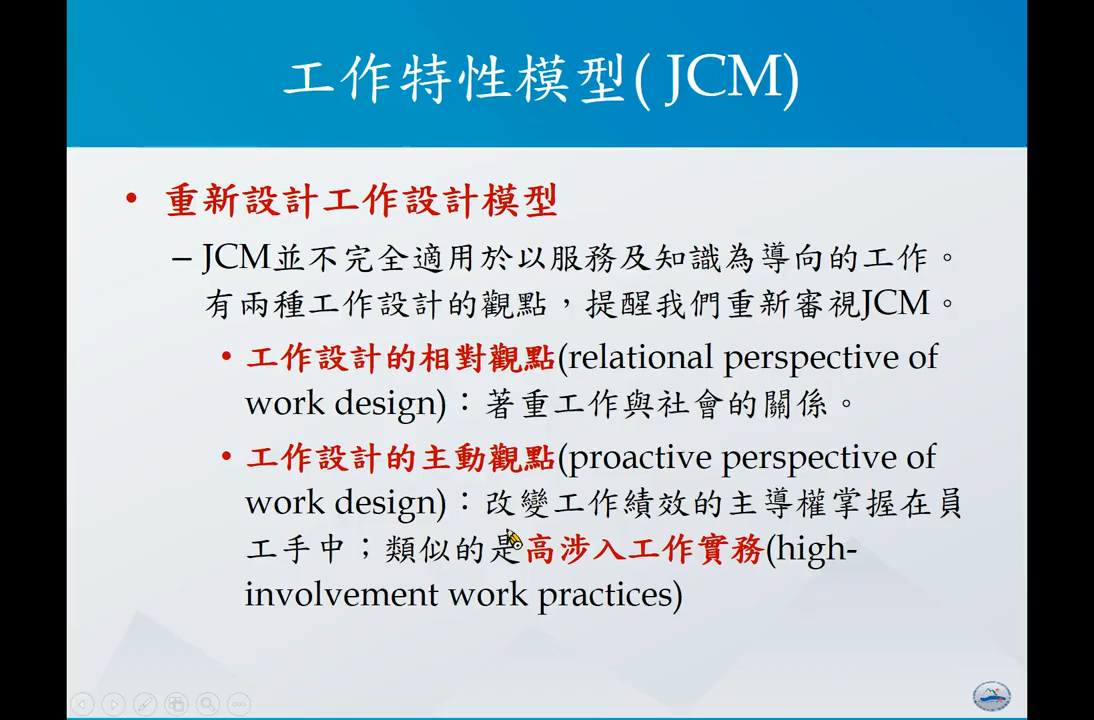 工作特性模型( JCM)
• 重新設計工作設計模型
– JCM並不完全適用於以服務及知識為導向的工作。
有兩種工作設計的觀點，提醒我們重新審視JCM。
• 工作設計的相對觀點(relational perspective of
work design)：著重工作與社會的關係。
• 工作設計的主動觀點(proactive perspective of
work design)：改變工作績效的主導權掌握在員
工手中；類似的是高涉入工作實務(high-
involvement work practices)